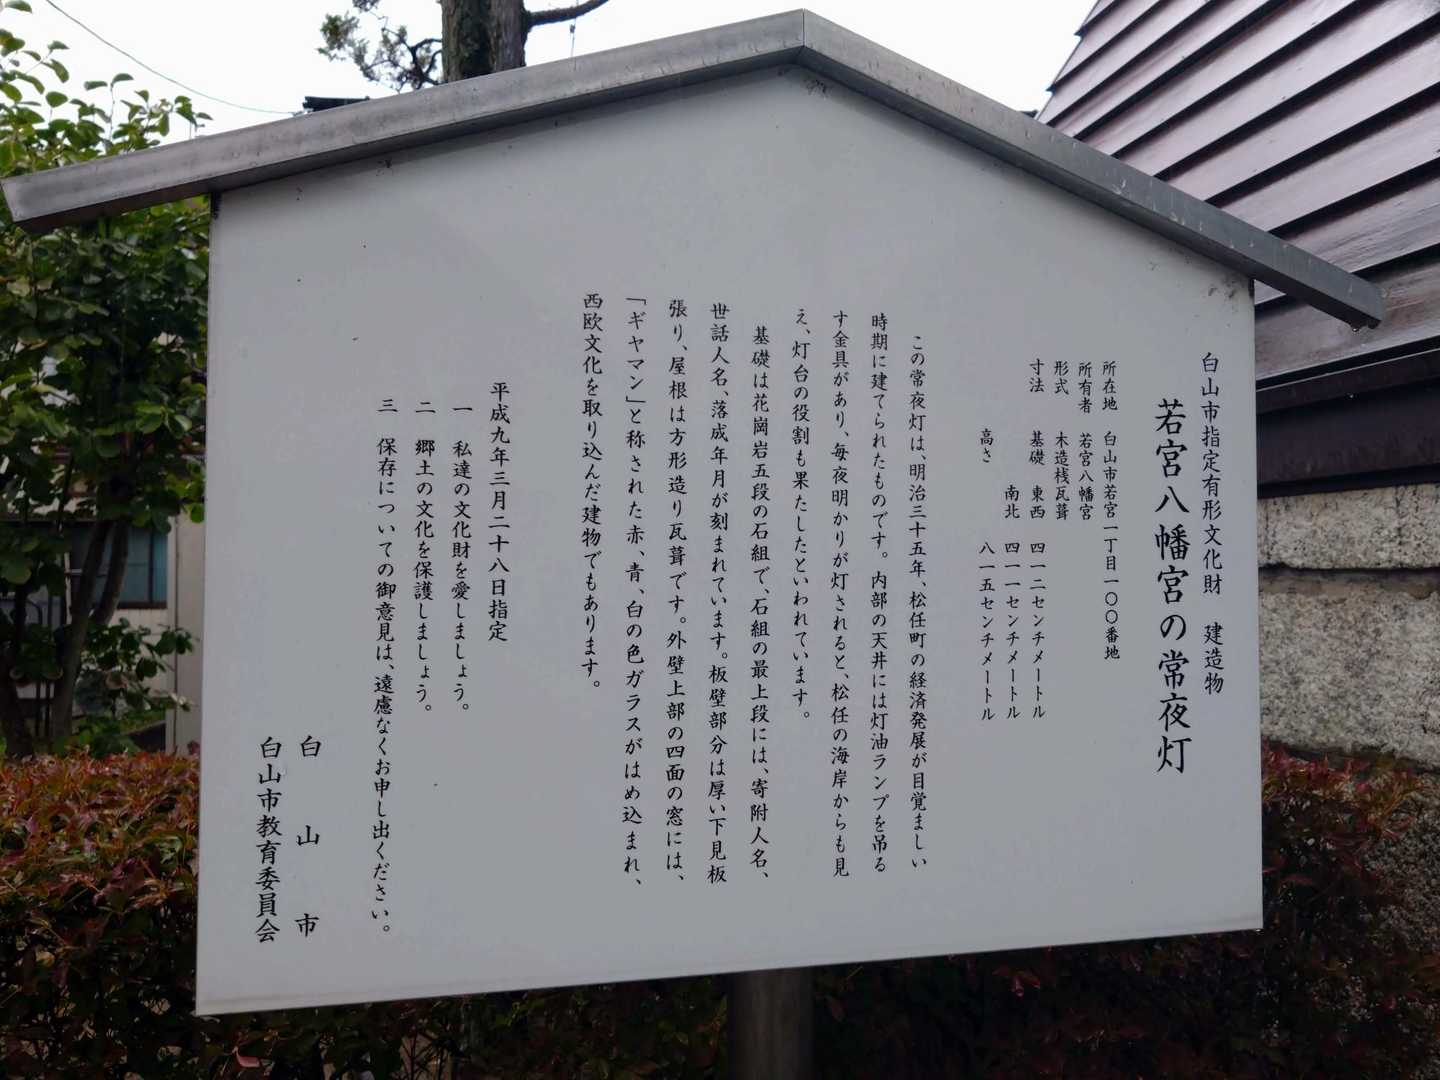 白山市指定有形文化財 建造物
若宮八幡宮の常夜灯
所在地 白山市若宮一丁目一〇〇番地
所有者 若宮八幡宮
形式 木造桟瓦葺
寸法 基礎 東西 四一二センチメートル
南北 四一一センチメートル
高さ 八一五センチメートル
この常夜灯は、明治三十五年、松任町の経済発展が目覚ましい
時期に建てられたものです。内部の天井には灯油ランプを吊る
す金具があり、毎夜明かりが灯されると、松任の海岸からも見
え、灯台の役割も果たしたといわれています。
基礎は花崗岩五段の石組で、石組の最上段には、寄附人名、
世話人名、落成年月が刻まれています。板壁部分は厚い下見板
張り、屋根は方形造り瓦葺です。外壁上部の四面の窓には、
「ギヤマン」と称された赤、青、白の色ガラスがはめ込まれ、
西欧文化を取り込んだ建物でもあります。
平成九年三月二十八日指定
一 私達の文化財を愛しましょう。
二 郷土の文化を保護しましょう。
三 保存についての御意見は、遠慮なくお申し出ください。
白山市
白山市教育委員会